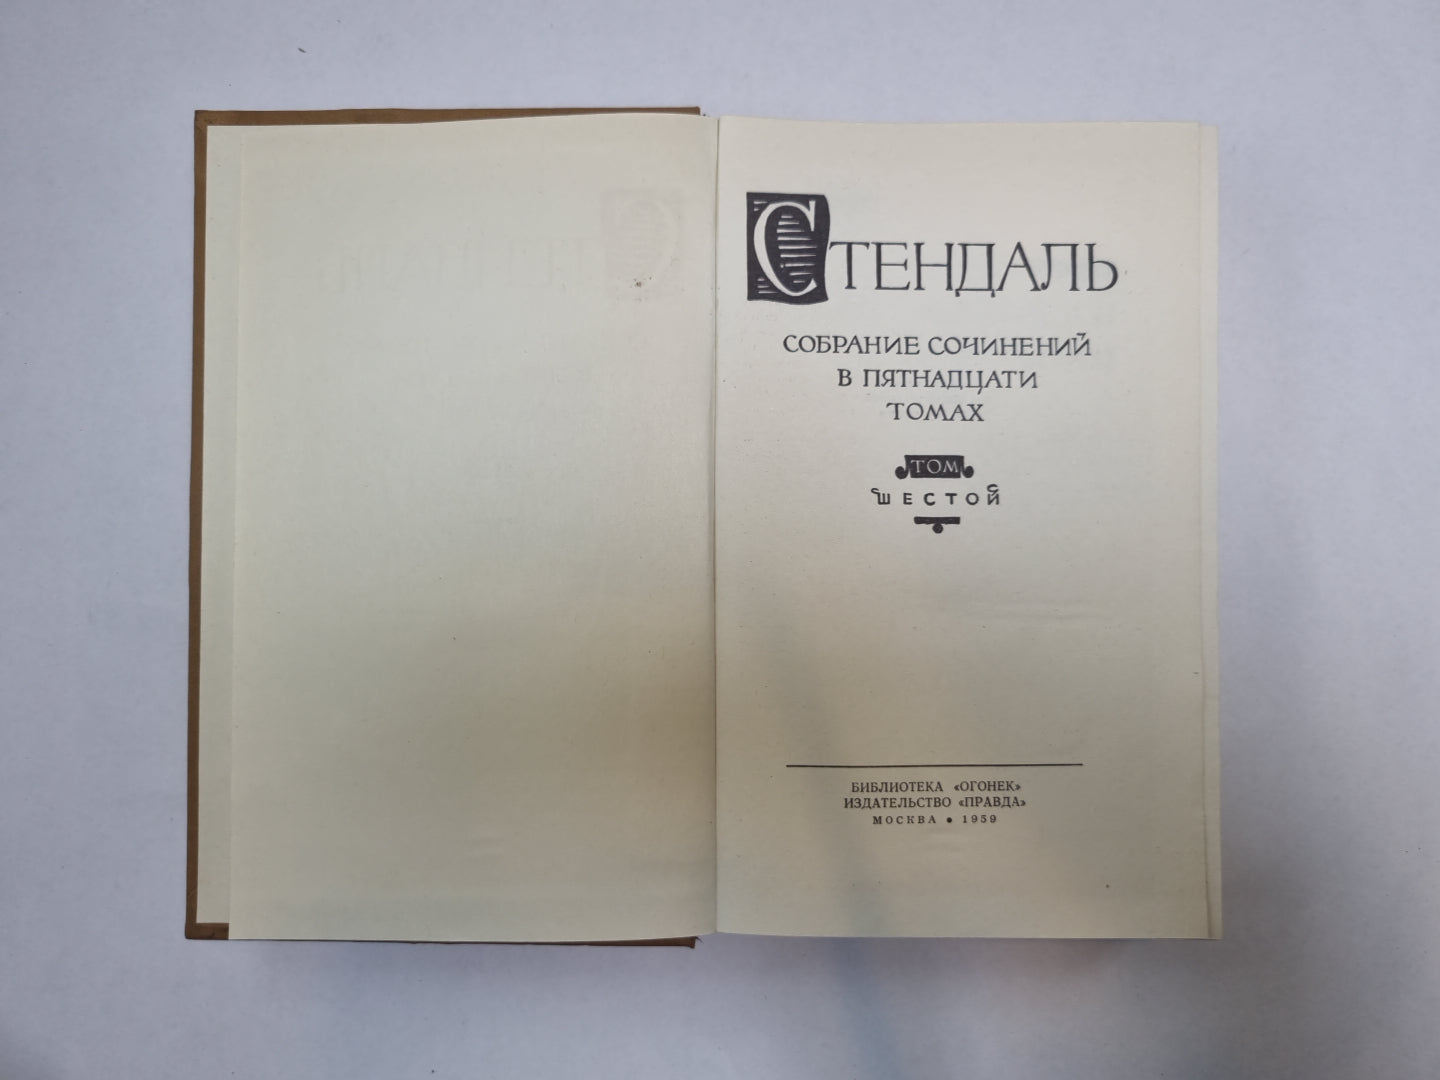 СТЕНДАЛЬ
СОБРАНИЕ СОЧИНЕНИЙ
В ПЯТНАДЦАТИ
ТОМАХ
ТОМ
ШЕСТОЙ
БИБЛИОТЕКА «ОГОНЕК»
ИЗДАТЕЛЬСТВО «ПРАВДА»
МОСКВА • 1959